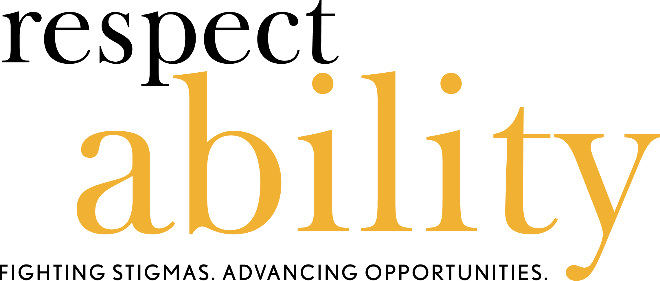 respect
ability
FIGHTING STIGMAS. ADVANCING OPPORTUNITIES.